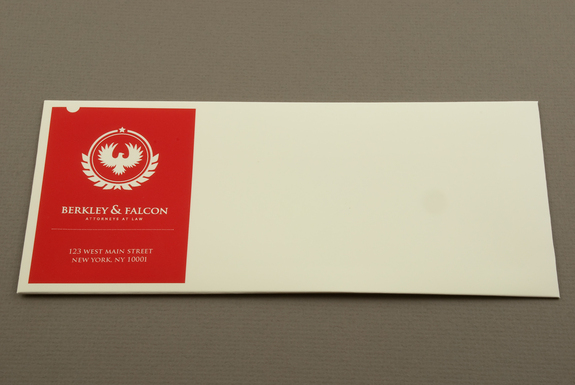 BERKLEY & FALCON
ATTORNEYS AT LAW
123 WEST MAIN STREET
NEW YORK, NY 10001